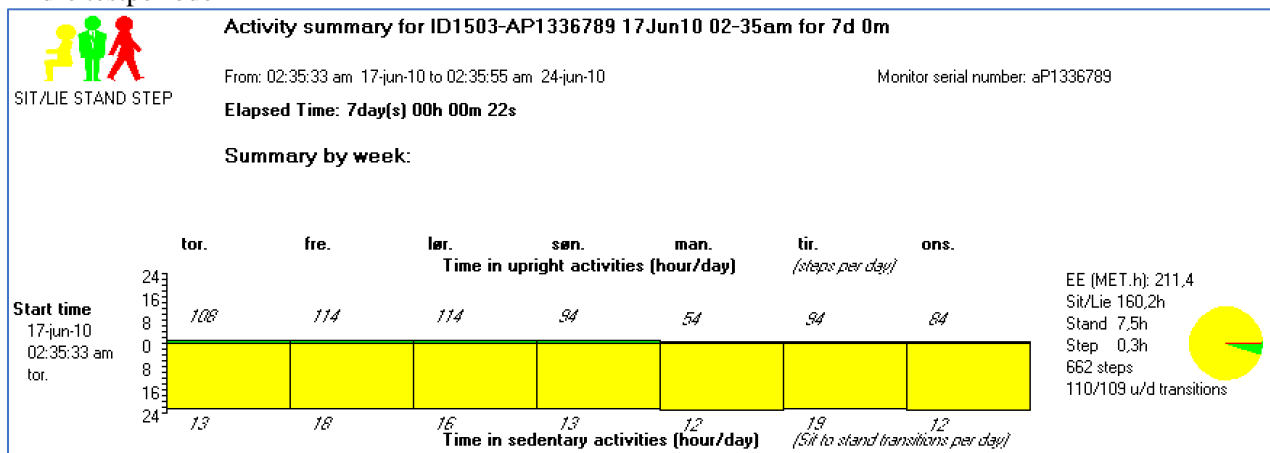 Activity summary for ID1503-AP1336789 17Jun10 02-35am for 7d 0m
SIT/LIE STAND STEP
From: 02:35:33 am 17-jun-10 to 02:35:55 am 24-jun-10
Monitor serial number: aP1336789
Elapsed Time: 7day(s) 00h 00m 22s
Summary by week:
tor. fre. lør. søn. man. tir. ons.
Time in upright activities (hour/day) (steps per day)
24
16
8
0
8
16
24
Start time
17-jun-10
02:35:33 am
tor.
108 114 114 94 54 94 84
13 18 16 13 12 19 12
Time in sedentary activities (hour/day) (Sit to stand transitions per day)
EE (MET.h): 211,4
Sit/Lie 160,2h
Stand 7,5h
Step 0,3h
662 steps
110/109 u/d transitions